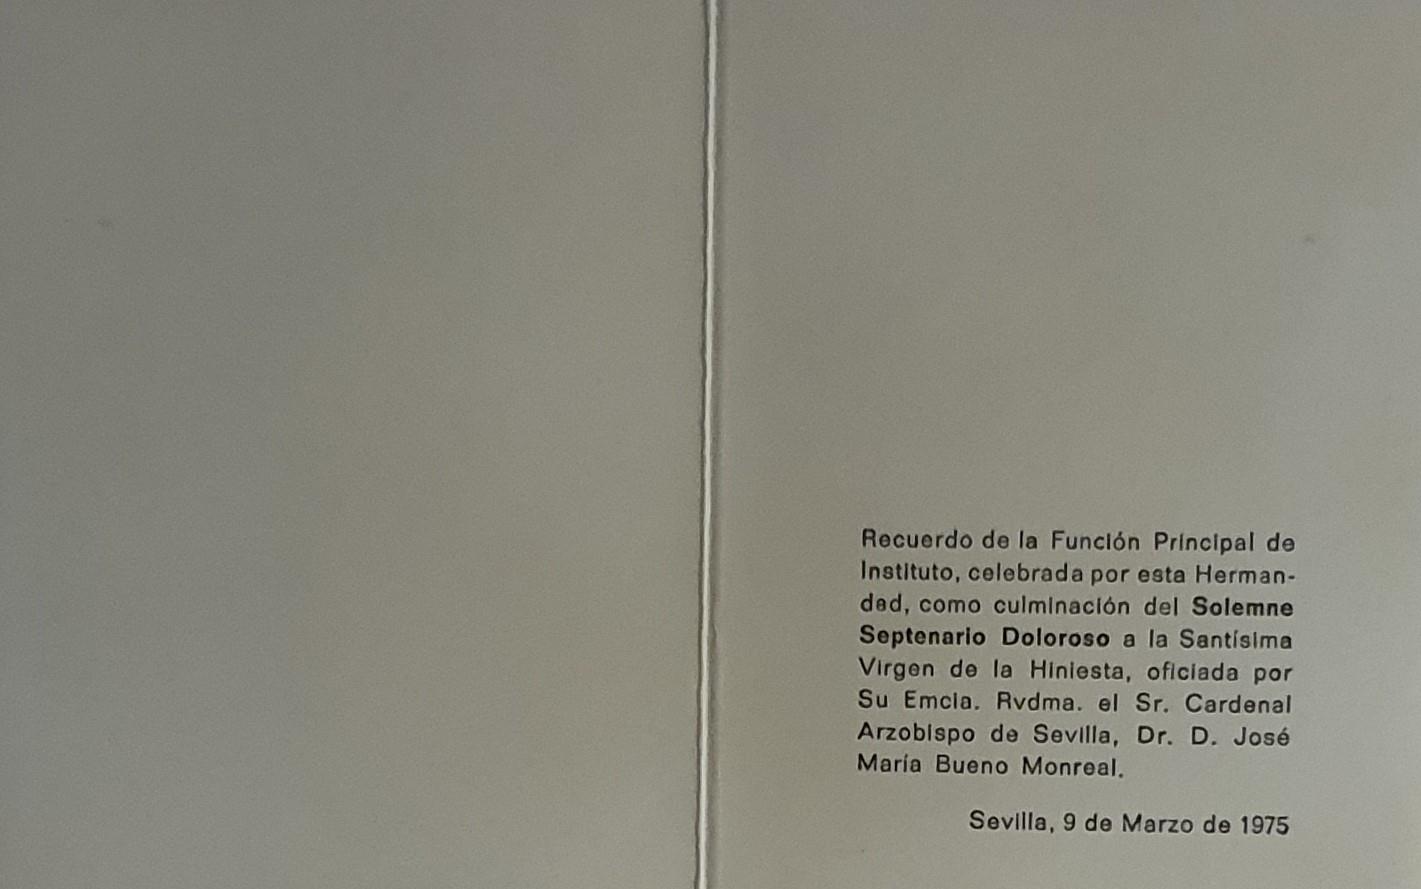 Recuerdo de la Función Principal de
Instituto, celebrada por esta Herman-
dad, como culminación del Solemne
Septenario Doloroso a la Santísima
Virgen de la Hiniesta, oficiada por
Su Emcia. Rvdma. el Sr. Cardenal
Arzobispo de Sevilla, Dr. D. José
María Bueno Monreal.
Sevilla, 9 de Marzo de 1975